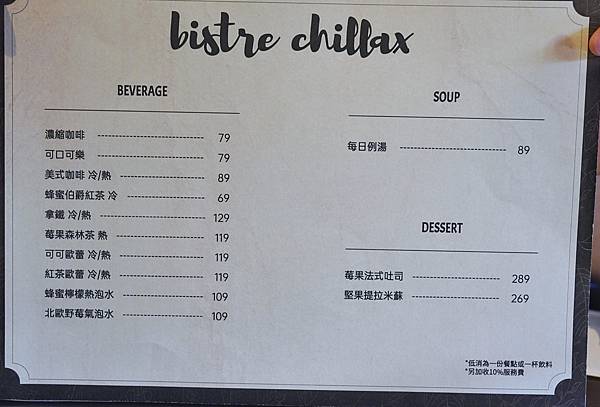 bistre chillax
BEVERAGE
濃縮咖啡 79
可口可樂 79
美式咖啡 冷/熱 89
蜂蜜伯爵紅茶 冷 69
拿鐵 冷/熱 129
莓果森林茶 熱 119
可可歐蕾 冷/熱 119
紅茶歐蕾 冷/熱 119
蜂蜜檸檬熱泡水 109
北歐野莓氣泡水 109
SOUP
每日例湯 89
DESSERT
莓果法式吐司 289
堅果提拉米蘇 269
*低消為一份餐點或一杯飲料
*另加收10%服務費